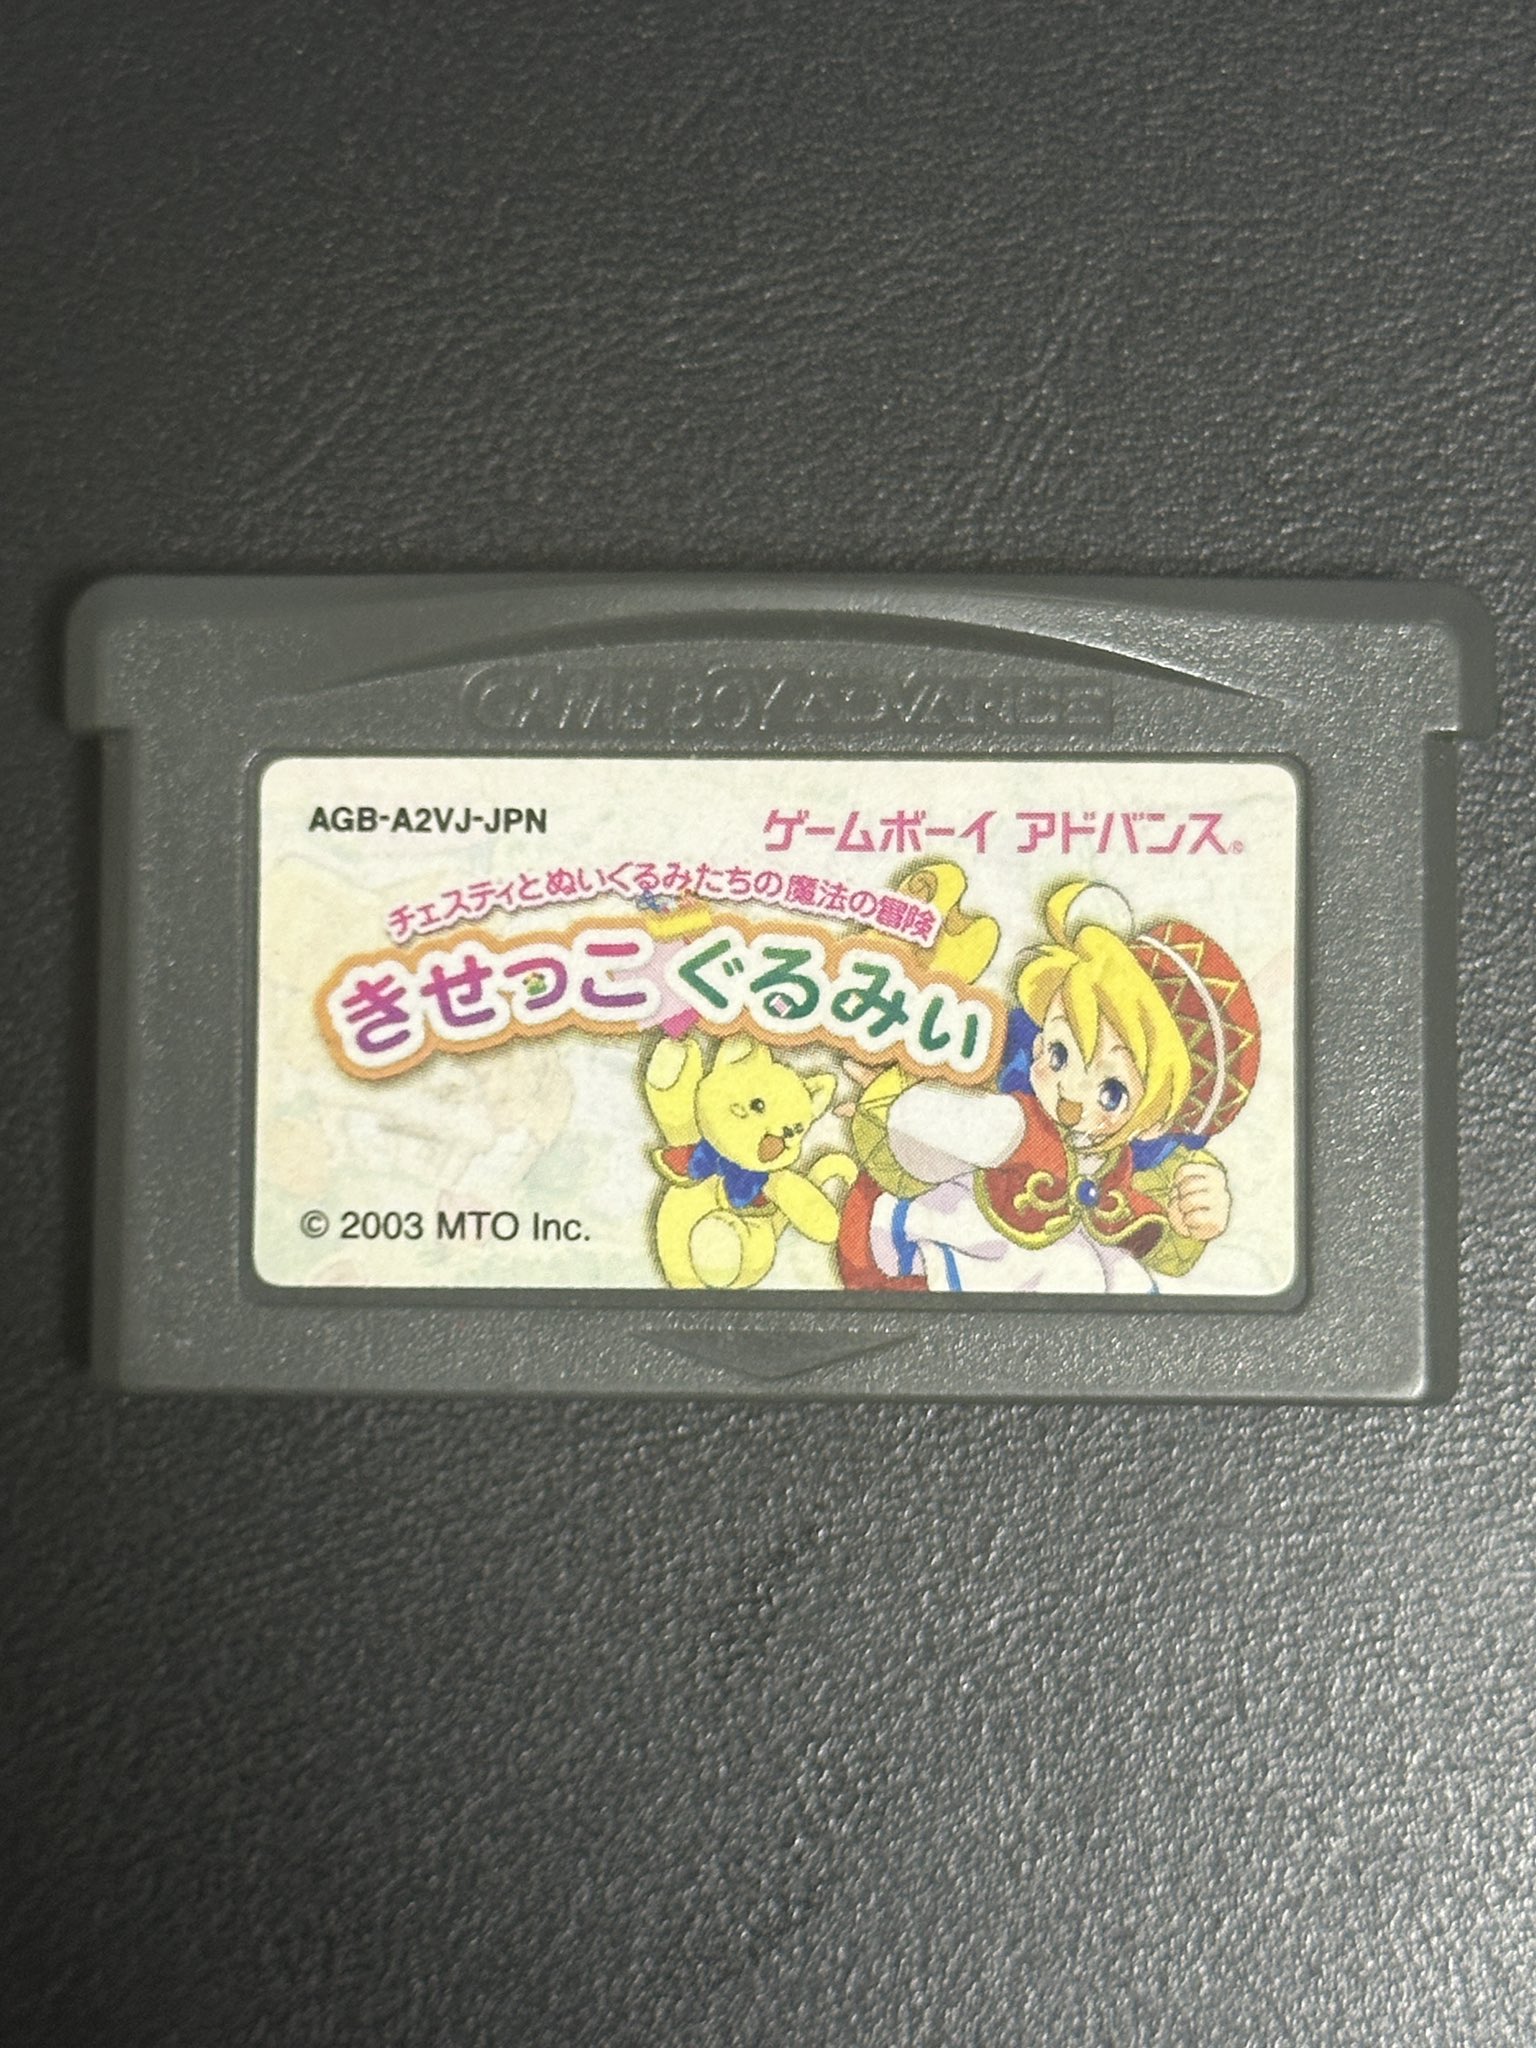 GAME BOY ADVANCE
AGB-A2VJ-JPN
ゲームボーイ アドバンス®
チェスティとぬいぐるみたちの魔法の冒険
きせっこぐるみぃ
© 2003 MTO Inc.